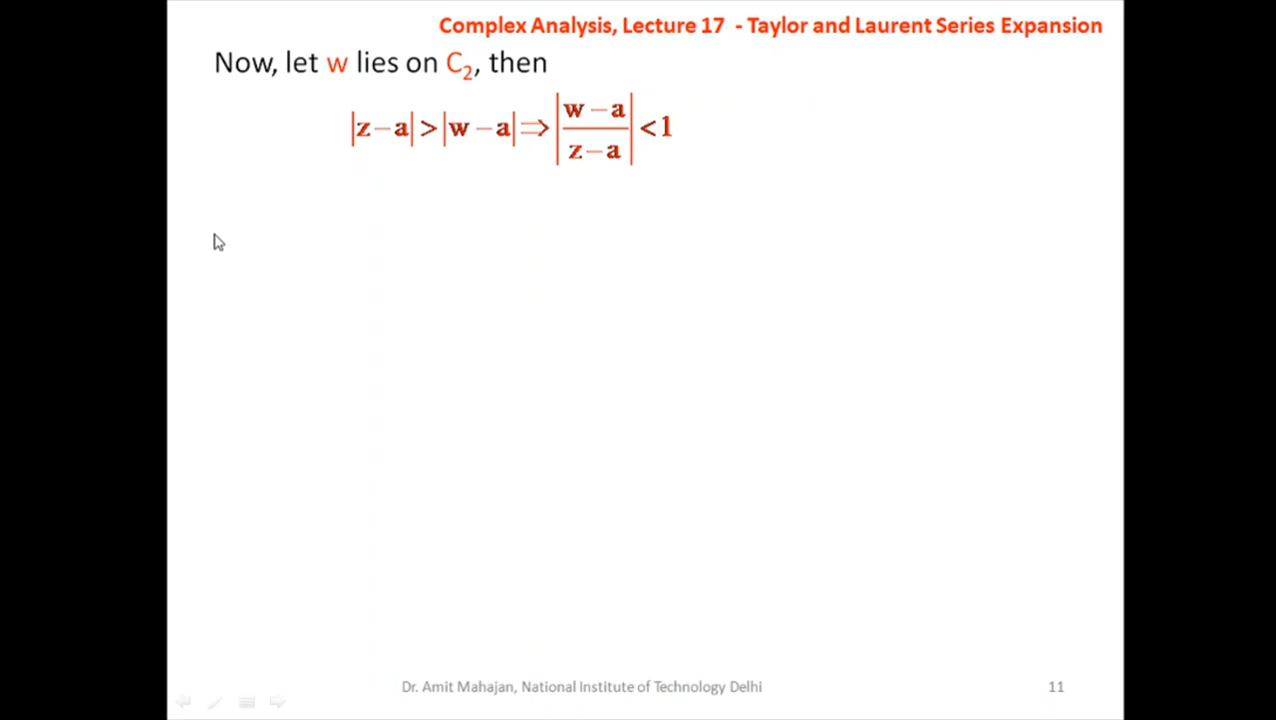 Complex Analysis, Lecture 17 - Taylor and Laurent Series Expansion
Now, let w lies on C₂, then
|z−a|>|w−a|⇒|(w−a)/(z−a)|<1
Dr. Amit Mahajan, National Institute of Technology Delhi
11